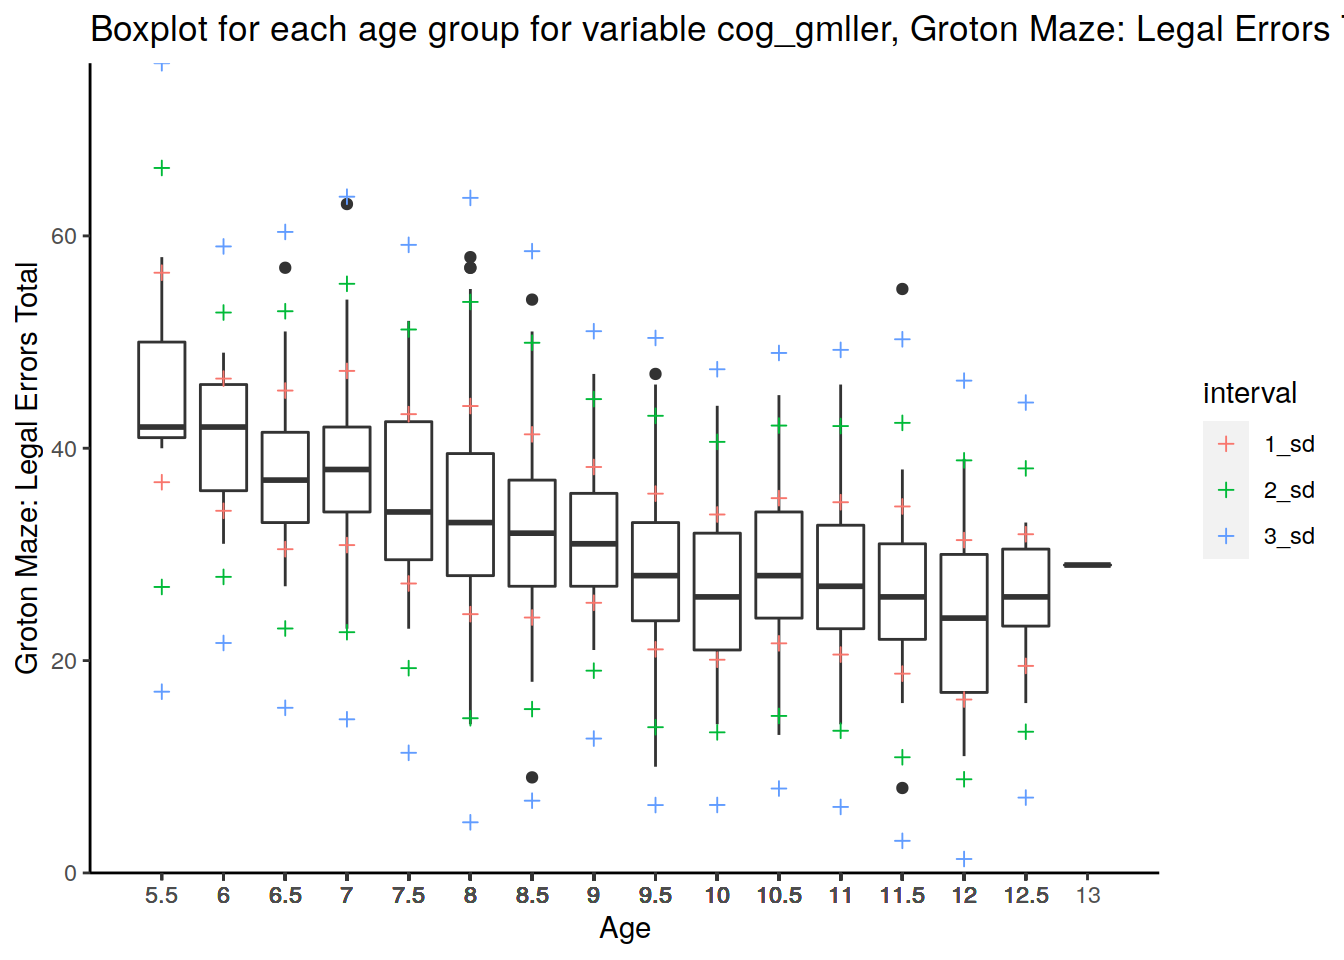 Boxplot for each age group for variable cog_gmller, Groton Maze: Legal Errors
Groton Maze: Legal Errors Total
60
40
20
0
5.5 6 6.5 7 7.5 8 8.5 9 9.5 10 10.5 11 11.5 12 12.5 13
Age
interval
1_sd
2_sd
3_sd